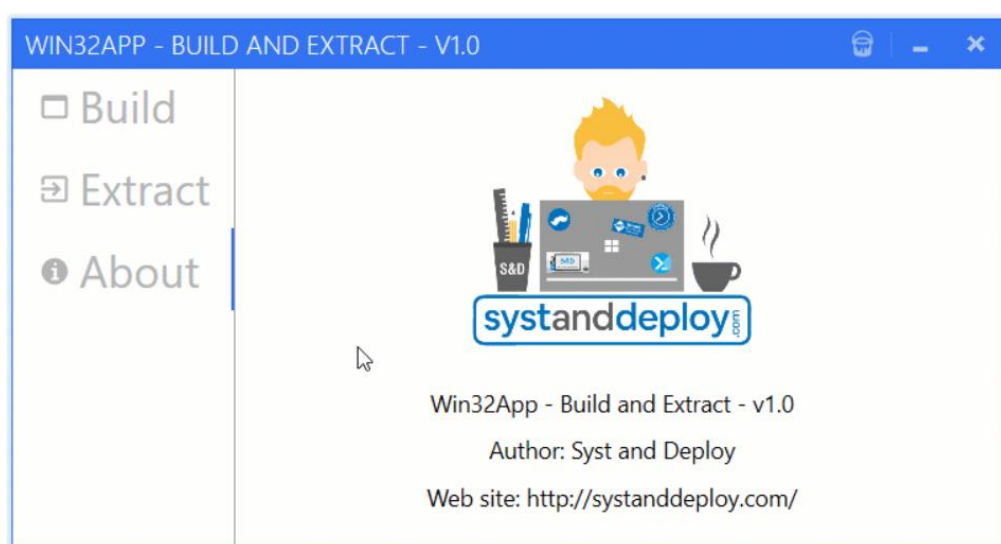 WIN32APP - BUILD AND EXTRACT - V1.0
Build
Extract
About
S&D
MD
systanddeploy.com
Win32App - Build and Extract - v1.0
Author: Syst and Deploy
Web site: http://systanddeploy.com/